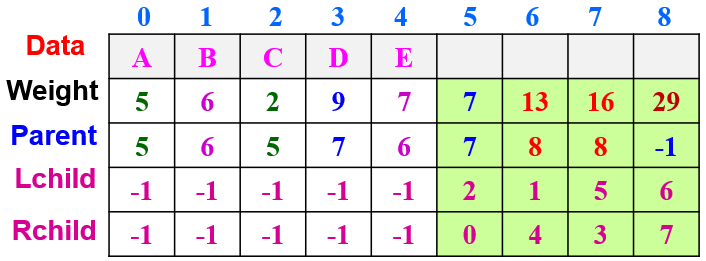 0 1 2 3 4 5 6 7 8
Data A B C D E
Weight 5 6 2 9 7 7 13 16 29
Parent 5 6 5 7 6 7 8 8 -1
Lchild -1 -1 -1 -1 -1 2 1 5 6
Rchild -1 -1 -1 -1 -1 0 4 3 7